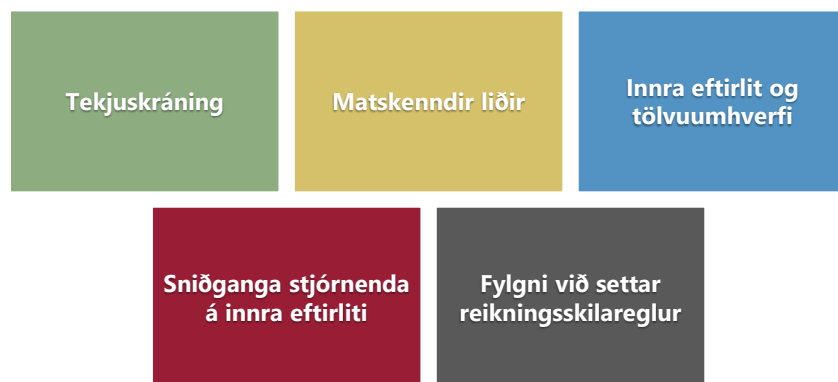 Tekjuskráning
Matskenndir liðir
Innra eftirlit og
tölvuumhverfi
Sniðganga stjórnenda
á innra eftirliti
Fylgni við settar
reikningsskilareglur